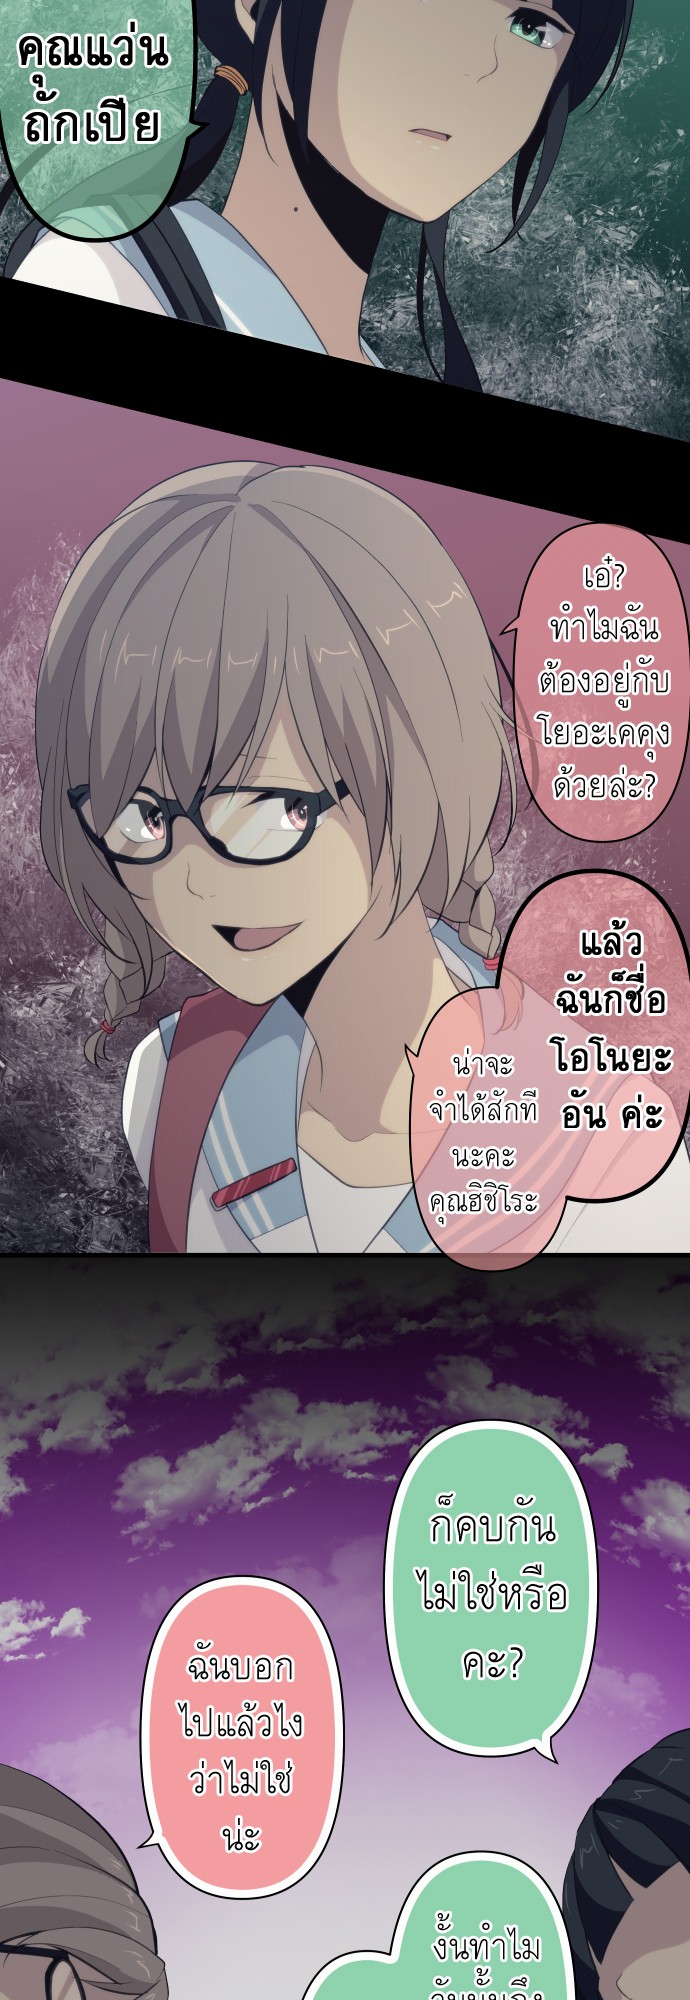 คุณแว่น
ถักเปีย
เอ๋?
ทำไมฉัน
ต้องอยู่กับ
โยอะเคคุง
ด้วยล่ะ?
แล้ว
ฉันก็ชื่อ
โอโนยะ
อัน ค่ะ
น่าจะ
จำได้สักที
นะคะ
คุณฮิชิโระ
ก็คบกัน
ไม่ใช่หรือ
คะ?
ฉันบอก
ไปแล้วไง
ว่าไม่ใช่
น่ะ
งั้นทำไม
วันนั้นถึง